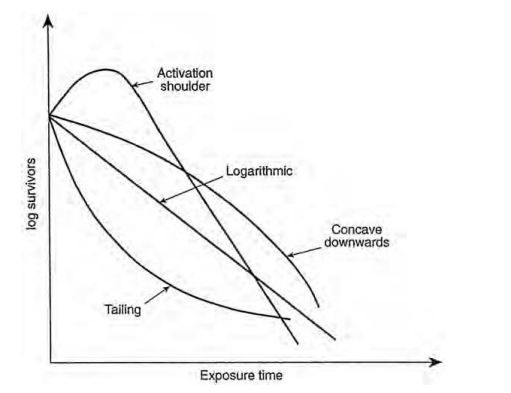 Activation
shoulder
Logarithmic
log survivors
Concave
downwards
Tailing
Exposure time